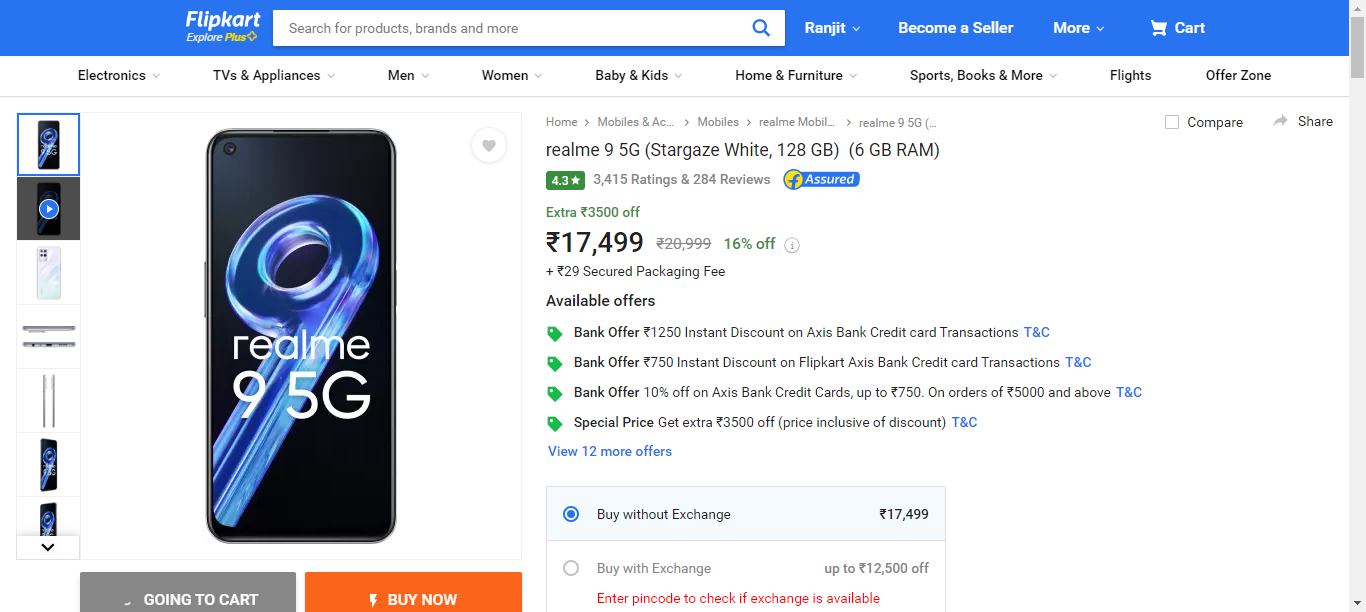 Flipkart
Explore Plus
Search for products, brands and more
Ranjit
Become a Seller
More
Cart
Electronics
TVs & Appliances
Men
Women
Baby & Kids
Home & Furniture
Sports, Books & More
Flights
Offer Zone
Home > Mobiles & Ac... > Mobiles > realme Mobil... > realme 9 5G (...
Compare
Share
realme 9 5G (Stargaze White, 128 GB) (6 GB RAM)
4.3★ 3,415 Ratings & 284 Reviews Assured
Extra ₹3500 off
₹17,499 ₹20,999 16% off i
+ ₹29 Secured Packaging Fee
Available offers
Bank Offer ₹1250 Instant Discount on Axis Bank Credit card Transactions T&C
Bank Offer ₹750 Instant Discount on Flipkart Axis Bank Credit card Transactions T&C
Bank Offer 10% off on Axis Bank Credit Cards, up to ₹750. On orders of ₹5000 and above T&C
Special Price Get extra ₹3500 off (price inclusive of discount) T&C
View 12 more offers
Buy without Exchange ₹17,499
Buy with Exchange up to ₹12,500 off
Enter pincode to check if exchange is available
realme
9 5G
realme
9 5G
realme
9 5G
GOING TO CART
BUY NOW